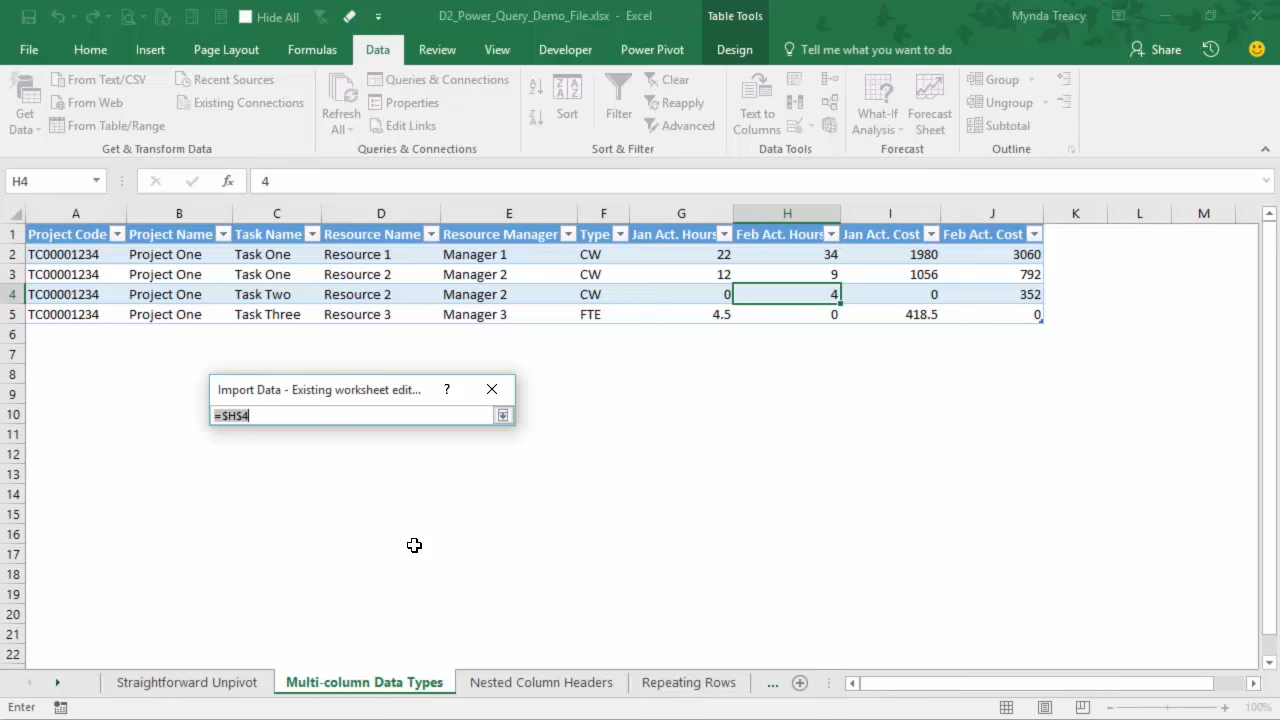 Hide All
D2_Power_Query_Demo_File.xlsx - Excel
Table Tools
Mynda Treacy
File Home Insert Page Layout Formulas Data Review View Developer Power Pivot Design Tell me what you want to do Share
Get Data
From Text/CSV
From Web
From Table/Range
Recent Sources
Existing Connections
Get & Transform Data
Refresh All
Queries & Connections
Properties
Edit Links
Queries & Connections
Sort
Filter
Clear
Reapply
Advanced
Sort & Filter
Text to Columns
Data Tools
What-If Analysis
Forecast Sheet
Forecast
Group
Ungroup
Subtotal
Outline
H4 fx 4
A B C D E F G H I J K L M
1 Project Code Project Name Task Name Resource Name Resource Manager Type Jan Act. Hours Feb Act. Hours Jan Act. Cost Feb Act. Cost
2 TC00001234 Project One Task One Resource 1 Manager 1 CW 22 34 1980 3060
3 TC00001234 Project One Task One Resource 2 Manager 2 CW 12 9 1056 792
4 TC00001234 Project One Task Two Resource 2 Manager 2 CW 0 4 0 352
5 TC00001234 Project One Task Three Resource 3 Manager 3 FTE 4.5 0 418.5 0
6
7
8
9
10
11
12
13
14
15
16
17
18
19
20
21
22
Import Data - Existing worksheet edit... ?
=$H$4
Straightforward Unpivot Multi-column Data Types Nested Column Headers Repeating Rows ...
Enter 100%